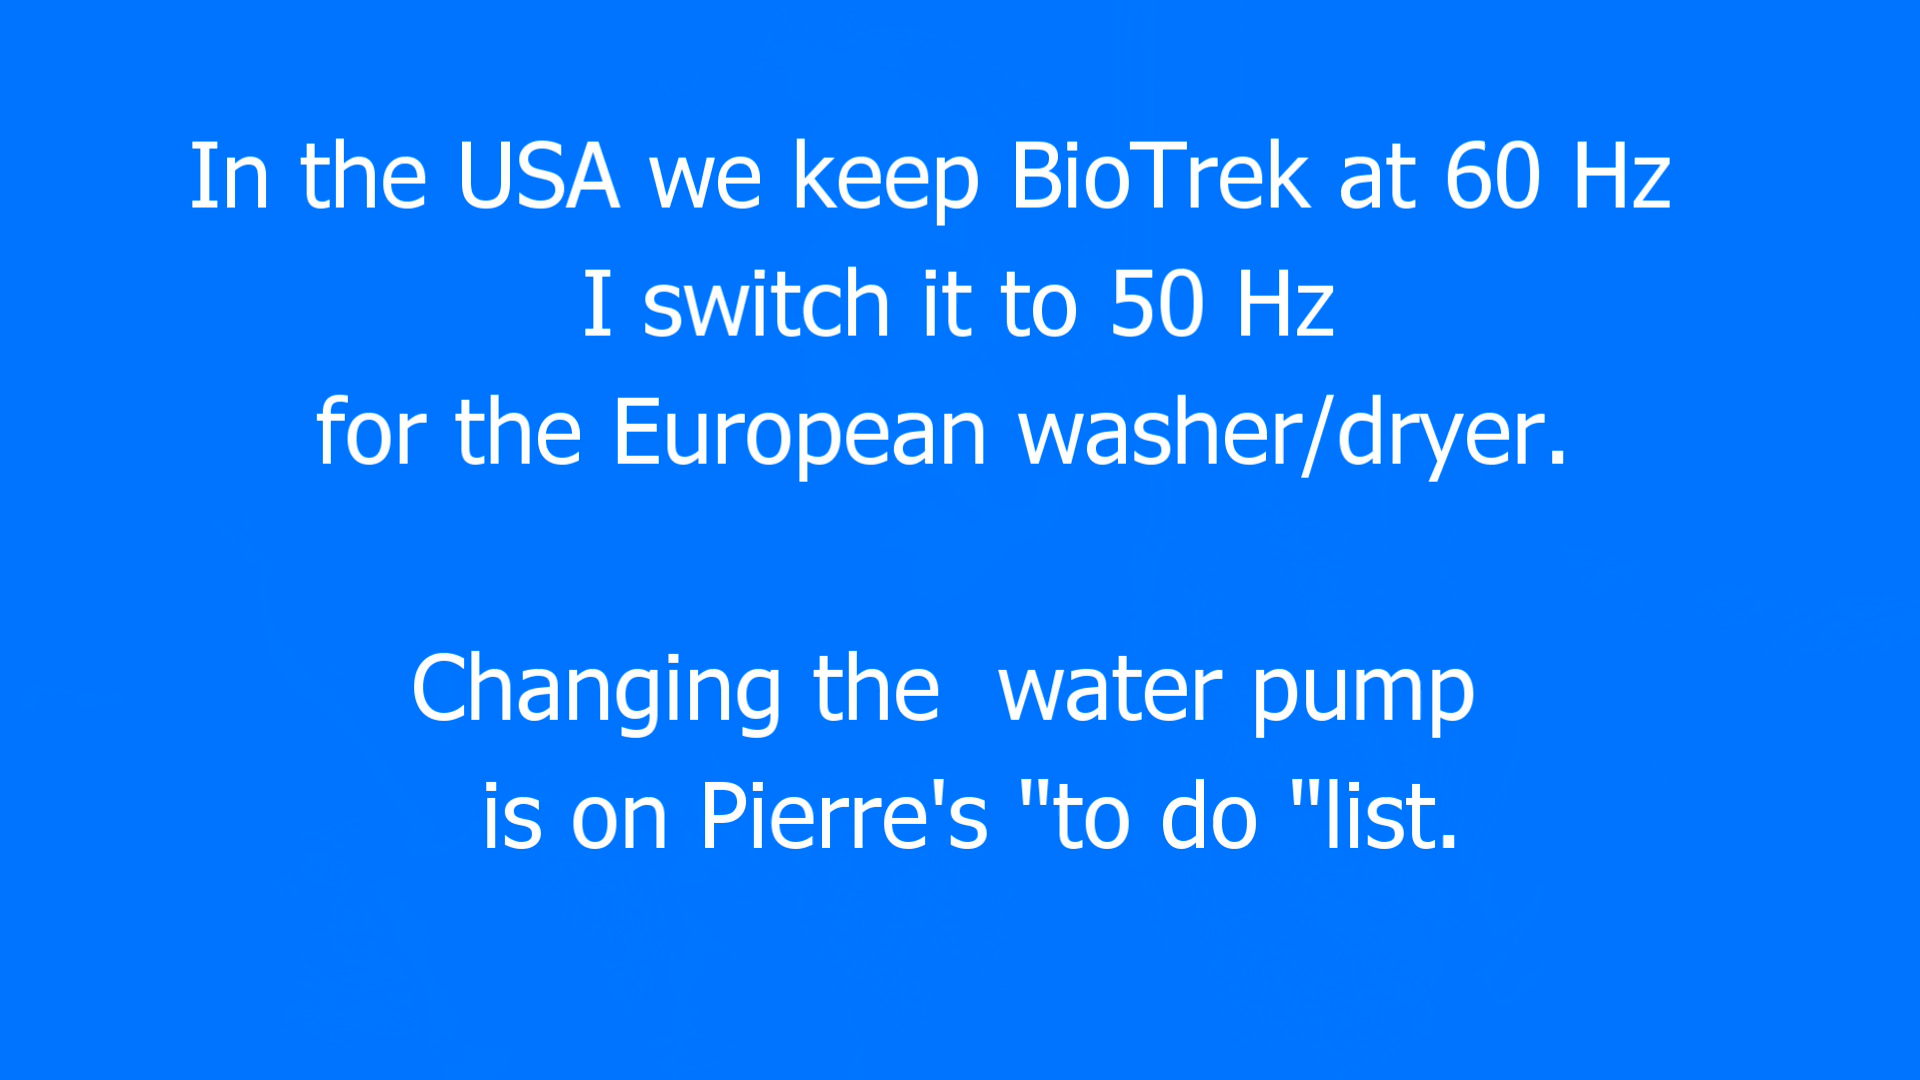 In the USA we keep BioTrek at 60 Hz
I switch it to 50 Hz
for the European washer/dryer.
Changing the  water pump
is on Pierre's "to do "list.